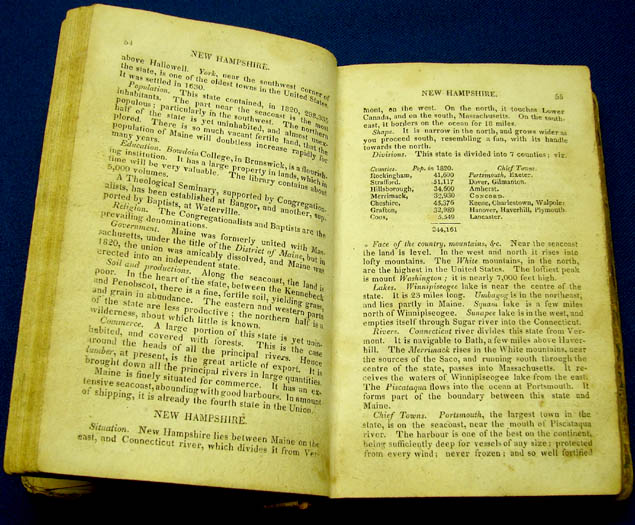 54
NEW HAMPSHIRE.
above Hallowell. York, near the southwest corner of
the state, is one of the oldest towns in the United States.
It was settled in 1630.
Population. This state contained, in 1820, 298,335
inhabitants. The part near the seacoast is the most
populous; particularly in the southwest. The northern
half of the state is yet uninhabited, and almost unex-
plored. There is so much vacant fertile land, that the
population of Maine will doubtless increase rapidly for
many years.
Education. Bowdoin College, in Brunswick, is a flourish-
ing institution. It has a large property in lands, which in
time will be very valuable. The library contains about
5,000 volumes.
A Theological Seminary, supported by Congregation-
alists, has been established at Bangor, and another, sup-
ported by Baptists, at Waterville.
Religion. The Congregationalists and Baptists are the
prevailing denominations.
Government. Maine was formerly united with Mas-
sachusetts, under the title of the District of Maine, but in
1820, the union was amicably dissolved, and Maine was
erected into an independent state.
Soil and productions. Along the seacoast, the land is
poor. In the heart of the state, between the Kennebeck
and Penobscot, there is a fine, fertile soil, yielding grass,
and grain in abundance. The eastern and western parts
of the state are less productive; the northern half is a
wilderness, about which little is known.
Commerce. A large portion of this state is yet unin-
habited, and covered with forests. This is the case
around the heads of all the principal rivers. Hence
lumber, at present, is the great article of export. It is
brought down all the principal rivers in large quantities.
Maine is finely situated for commerce. It has an ex-
tensive seacoast, abounding with good harbours. In amount
of shipping, it is already the fourth state in the Union.
NEW HAMPSHIRE.
Situation. New Hampshire lies between Maine on the
east, and Connecticut river, which divides it from Ver-
NEW HAMPSHIRE. 55
mont, on the west. On the north, it touches Lower
Canada, and on the south, Massachusetts. On the south-
east, it borders on the ocean for 18 miles.
Shape. It is narrow in the north, and grows wider as
you proceed south, resembling a fan, with its handle
towards the north.
Divisions. This state is divided into 7 counties; viz.
Counties. Pop. in 1820. Chief Towns.
Rockingham, 41,600 Portsmouth, Exeter.
Strafford, 51,117 Dover, Gilmanton.
Hillsborough, 34,600 Amherst.
Merrimack, 32,930 CONCORD.
Cheshire, 45,376 Keene, Charlestown, Walpole.
Grafton, 32,989 Hanover, Haverhill, Plymouth.
Coos, 5,549 Lancaster.
244,161
Face of the country, mountains, &c. Near the seacoast
the land is level. In the west and north it rises into
lofty mountains. The White mountains, in the north,
are the highest in the United States. The loftiest peak
is mount Washington; it is nearly 7,000 feet high.
Lakes. Winnipiseogee lake is near the centre of the
state. It is 23 miles long. Umbagog is in the northeast,
and lies partly in Maine. Squam lake is a few miles
north of Winnipiseogee. Sunapee lake is in the west, and
empties itself through Sugar river into the Connecticut.
Rivers. Connecticut river divides this state from Ver-
mont. It is navigable to Bath, a few miles above Haver-
hill. The Merrimack rises in the White mountains, near
the sources of the Saco, and running south through the
centre of the state, passes into Massachusetts. It re-
ceives the waters of Winnipiseogee lake from the east.
The Piscataqua flows into the ocean at Portsmouth. It
forms part of the boundary between this state and
Maine.
Chief Towns. Portsmouth, the largest town in the
state, is on the seacoast, near the mouth of Piscataqua
river. The harbour is one of the best on the continent,
being sufficiently deep for vessels of any size; protected
from every wind; never frozen; and so well fortified